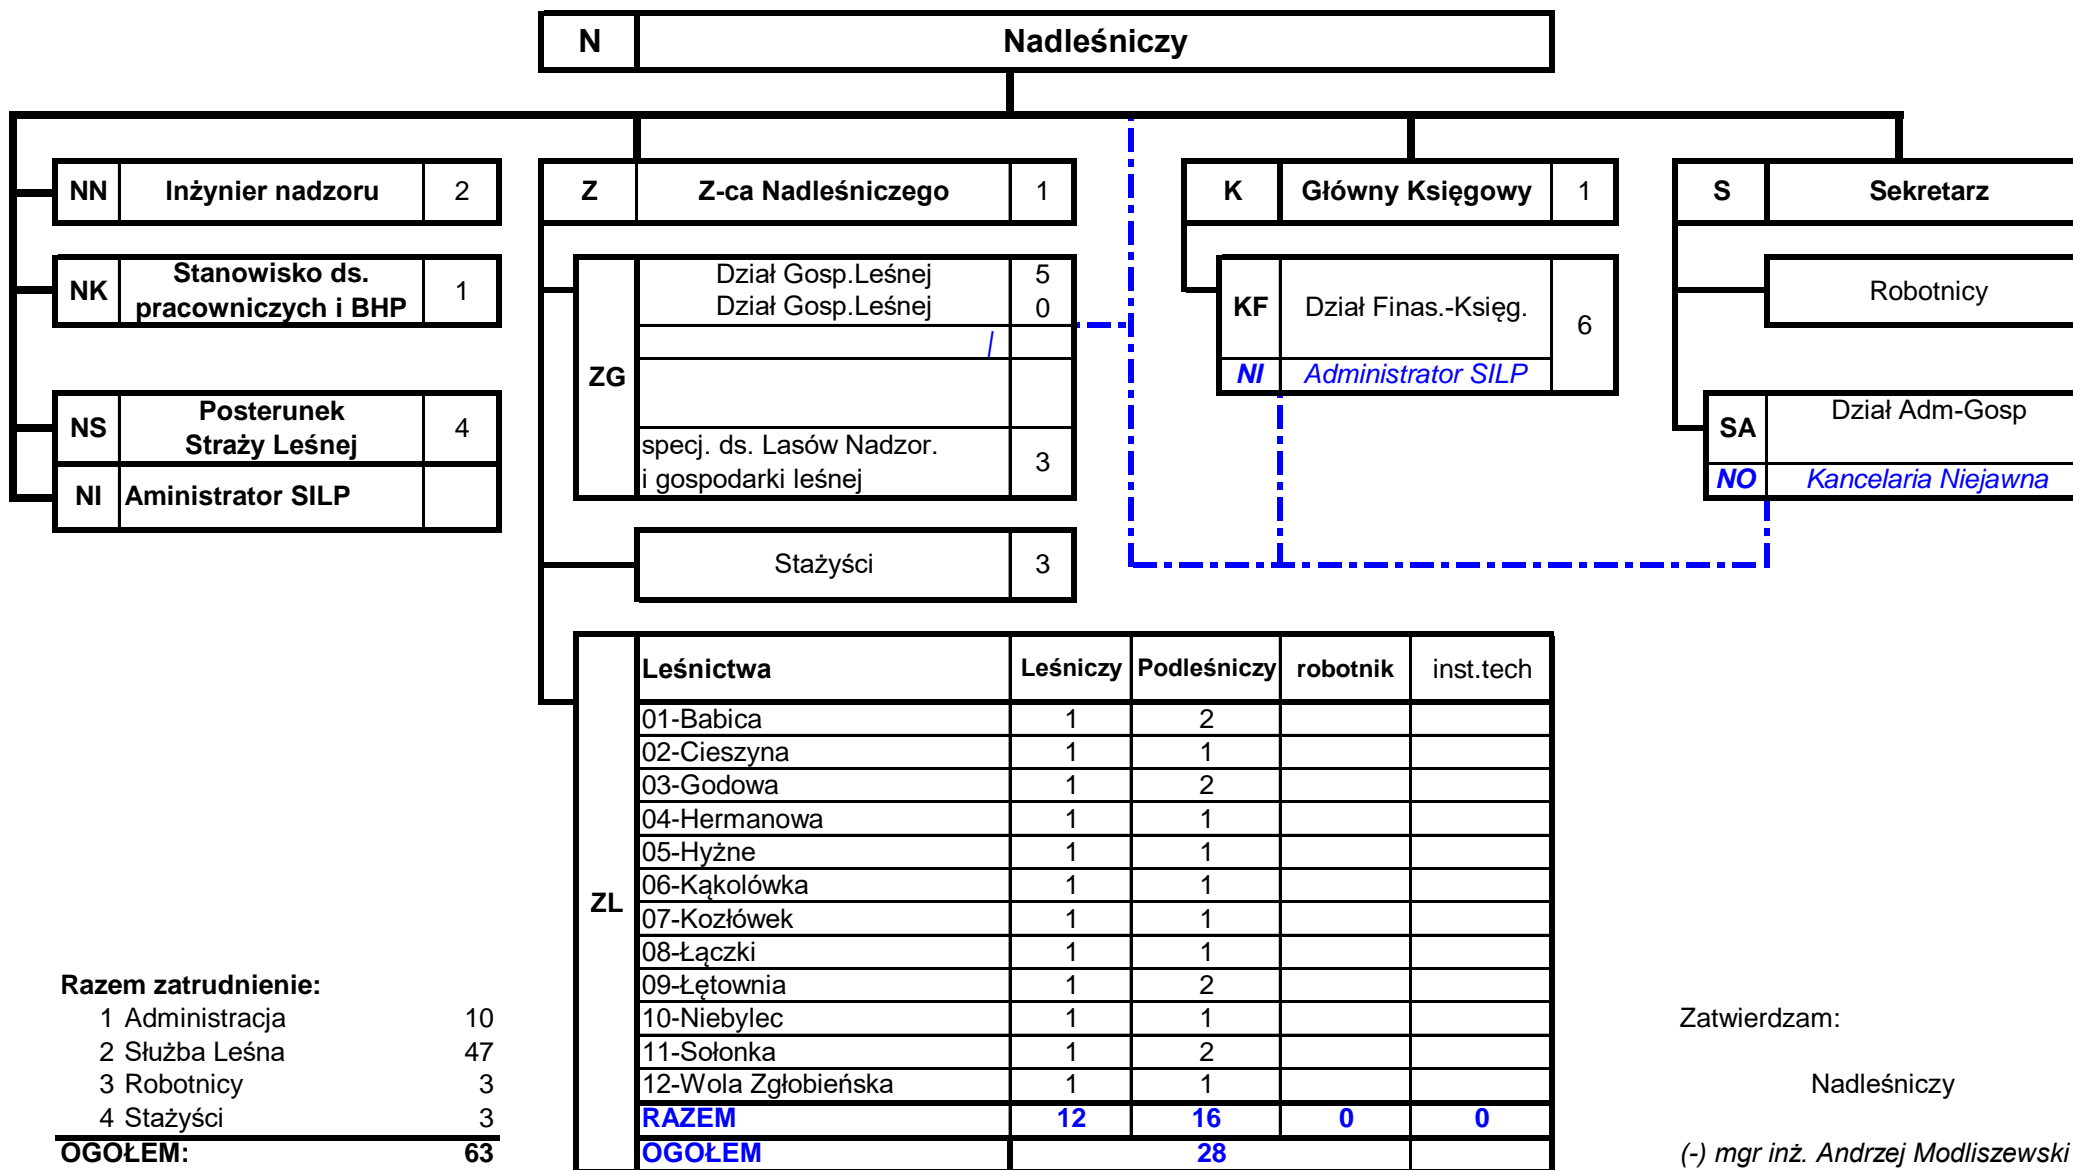 N Nadleśniczy
NN Inżynier nadzoru 2
Z Z-ca Nadleśniczego 1
K Główny Księgowy 1
S Sekretarz
NK Stanowisko ds.
pracowniczych i BHP 1
ZG
Dział Gosp.Leśnej 5
Dział Gosp.Leśnej 0
/
specj. ds. Lasów Nadzor.
i gospodarki leśnej 3
KF Dział Finas.-Księg. 6
NI Administrator SILP
Robotnicy
NS Posterunek
Straży Leśnej 4
NI Aministrator SILP
SA Dział Adm-Gosp
NO Kancelaria Niejawna
Stażyści 3
ZL
Leśnictwa Leśniczy Podleśniczy robotnik inst.tech
01-Babica 1 2
02-Cieszyna 1 1
03-Godowa 1 2
04-Hermanowa 1 1
05-Hyżne 1 1
06-Kąkolówka 1 1
07-Kozłówek 1 1
08-Łączki 1 1
09-Łętownia 1 2
10-Niebylec 1 1
11-Sołonka 1 2
12-Wola Zgłobieńska 1 1
RAZEM 12 16 0 0
OGOŁEM 28
Razem zatrudnienie:
1 Administracja 10
2 Służba Leśna 47
3 Robotnicy 3
4 Stażyści 3
OGOŁEM: 63
Zatwierdzam:
Nadleśniczy
(-) mgr inż. Andrzej Modliszewski